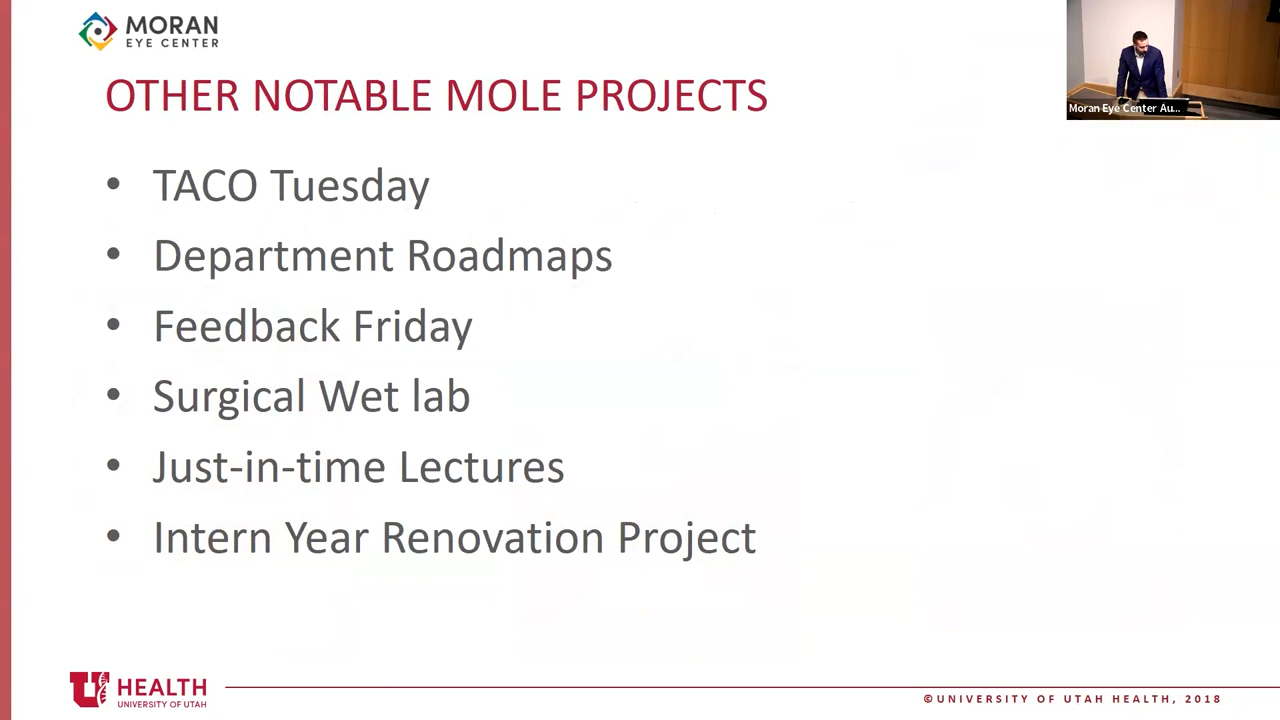 MORAN
EYE CENTER
Moran Eye Center Au...
OTHER NOTABLE MOLE PROJECTS
• TACO Tuesday
• Department Roadmaps
• Feedback Friday
• Surgical Wet lab
• Just-in-time Lectures
• Intern Year Renovation Project
U HEALTH
UNIVERSITY OF UTAH
©UNIVERSITY OF UTAH HEALTH, 2018